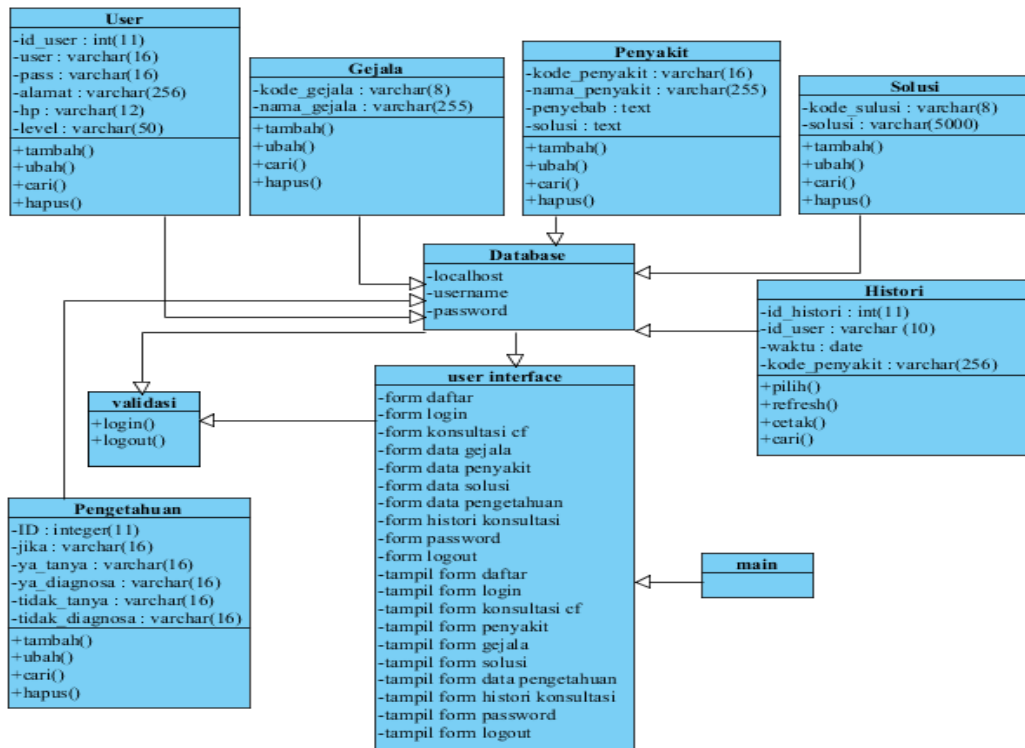 User
-id_user : int(11)
-user : varchar(16)
-pass : varchar(16)
-alamat : varchar(256)
-hp : varchar(12)
-level : varchar(50)
+tambah()
+ubah()
+cari()
+hapus()
Gejala
-kode_gejala : varchar(8)
-nama_gejala : varchar(255)
+tambah()
+ubah()
+cari()
+hapus()
Penyakit
-kode_penyakit : varchar(16)
-nama_penyakit : varchar(255)
-penyebab : text
-solusi : text
+tambah()
+ubah()
+cari()
+hapus()
Solusi
-kode_sulusi : varchar(8)
-solusi : varchar(5000)
+tambah()
+ubah()
+cari()
+hapus()
Database
-localhost
-username
-password
Histori
-id_histori : int(11)
-id_user : varchar (10)
-waktu : date
-kode_penyakit : varchar(256)
+pilih()
+refresh()
+cetak()
+cari()
validasi
+login()
+logout()
user interface
-form daftar
-form login
-form konsultasi cf
-form data gejala
-form data penyakit
-form data solusi
-form data pengetahuan
-form histori konsultasi
-form password
-form logout
-tampil form daftar
-tampil form login
-tampil form konsultasi cf
-tampil form penyakit
-tampil form gejala
-tampil form solusi
-tampil form data pengetahuan
-tampil form histori konsultasi
-tampil form password
-tampil form logout
Pengetahuan
-ID : integer(11)
-jika : varchar(16)
-ya_tanya : varchar(16)
-ya_diagnosa : varchar(16)
-tidak_tanya : varchar(16)
-tidak_diagnosa : varchar(16)
+tambah()
+ubah()
+cari()
+hapus()
main